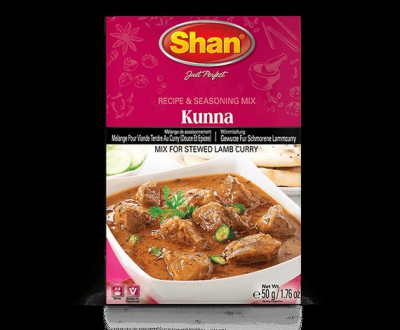 Shan®
Just Perfect
RECIPE & SEASONING MIX
Kunna
Mélange de assaisonnement
Mélange Pour Viande Tendre Au Curry (Douce Et Epicee)
Würzmischung
Gewürze Für Schmorene Lammcurry
MIX FOR STEWED LAMB CURRY
Net Wt.
℮ 50 g / 1.76 oz